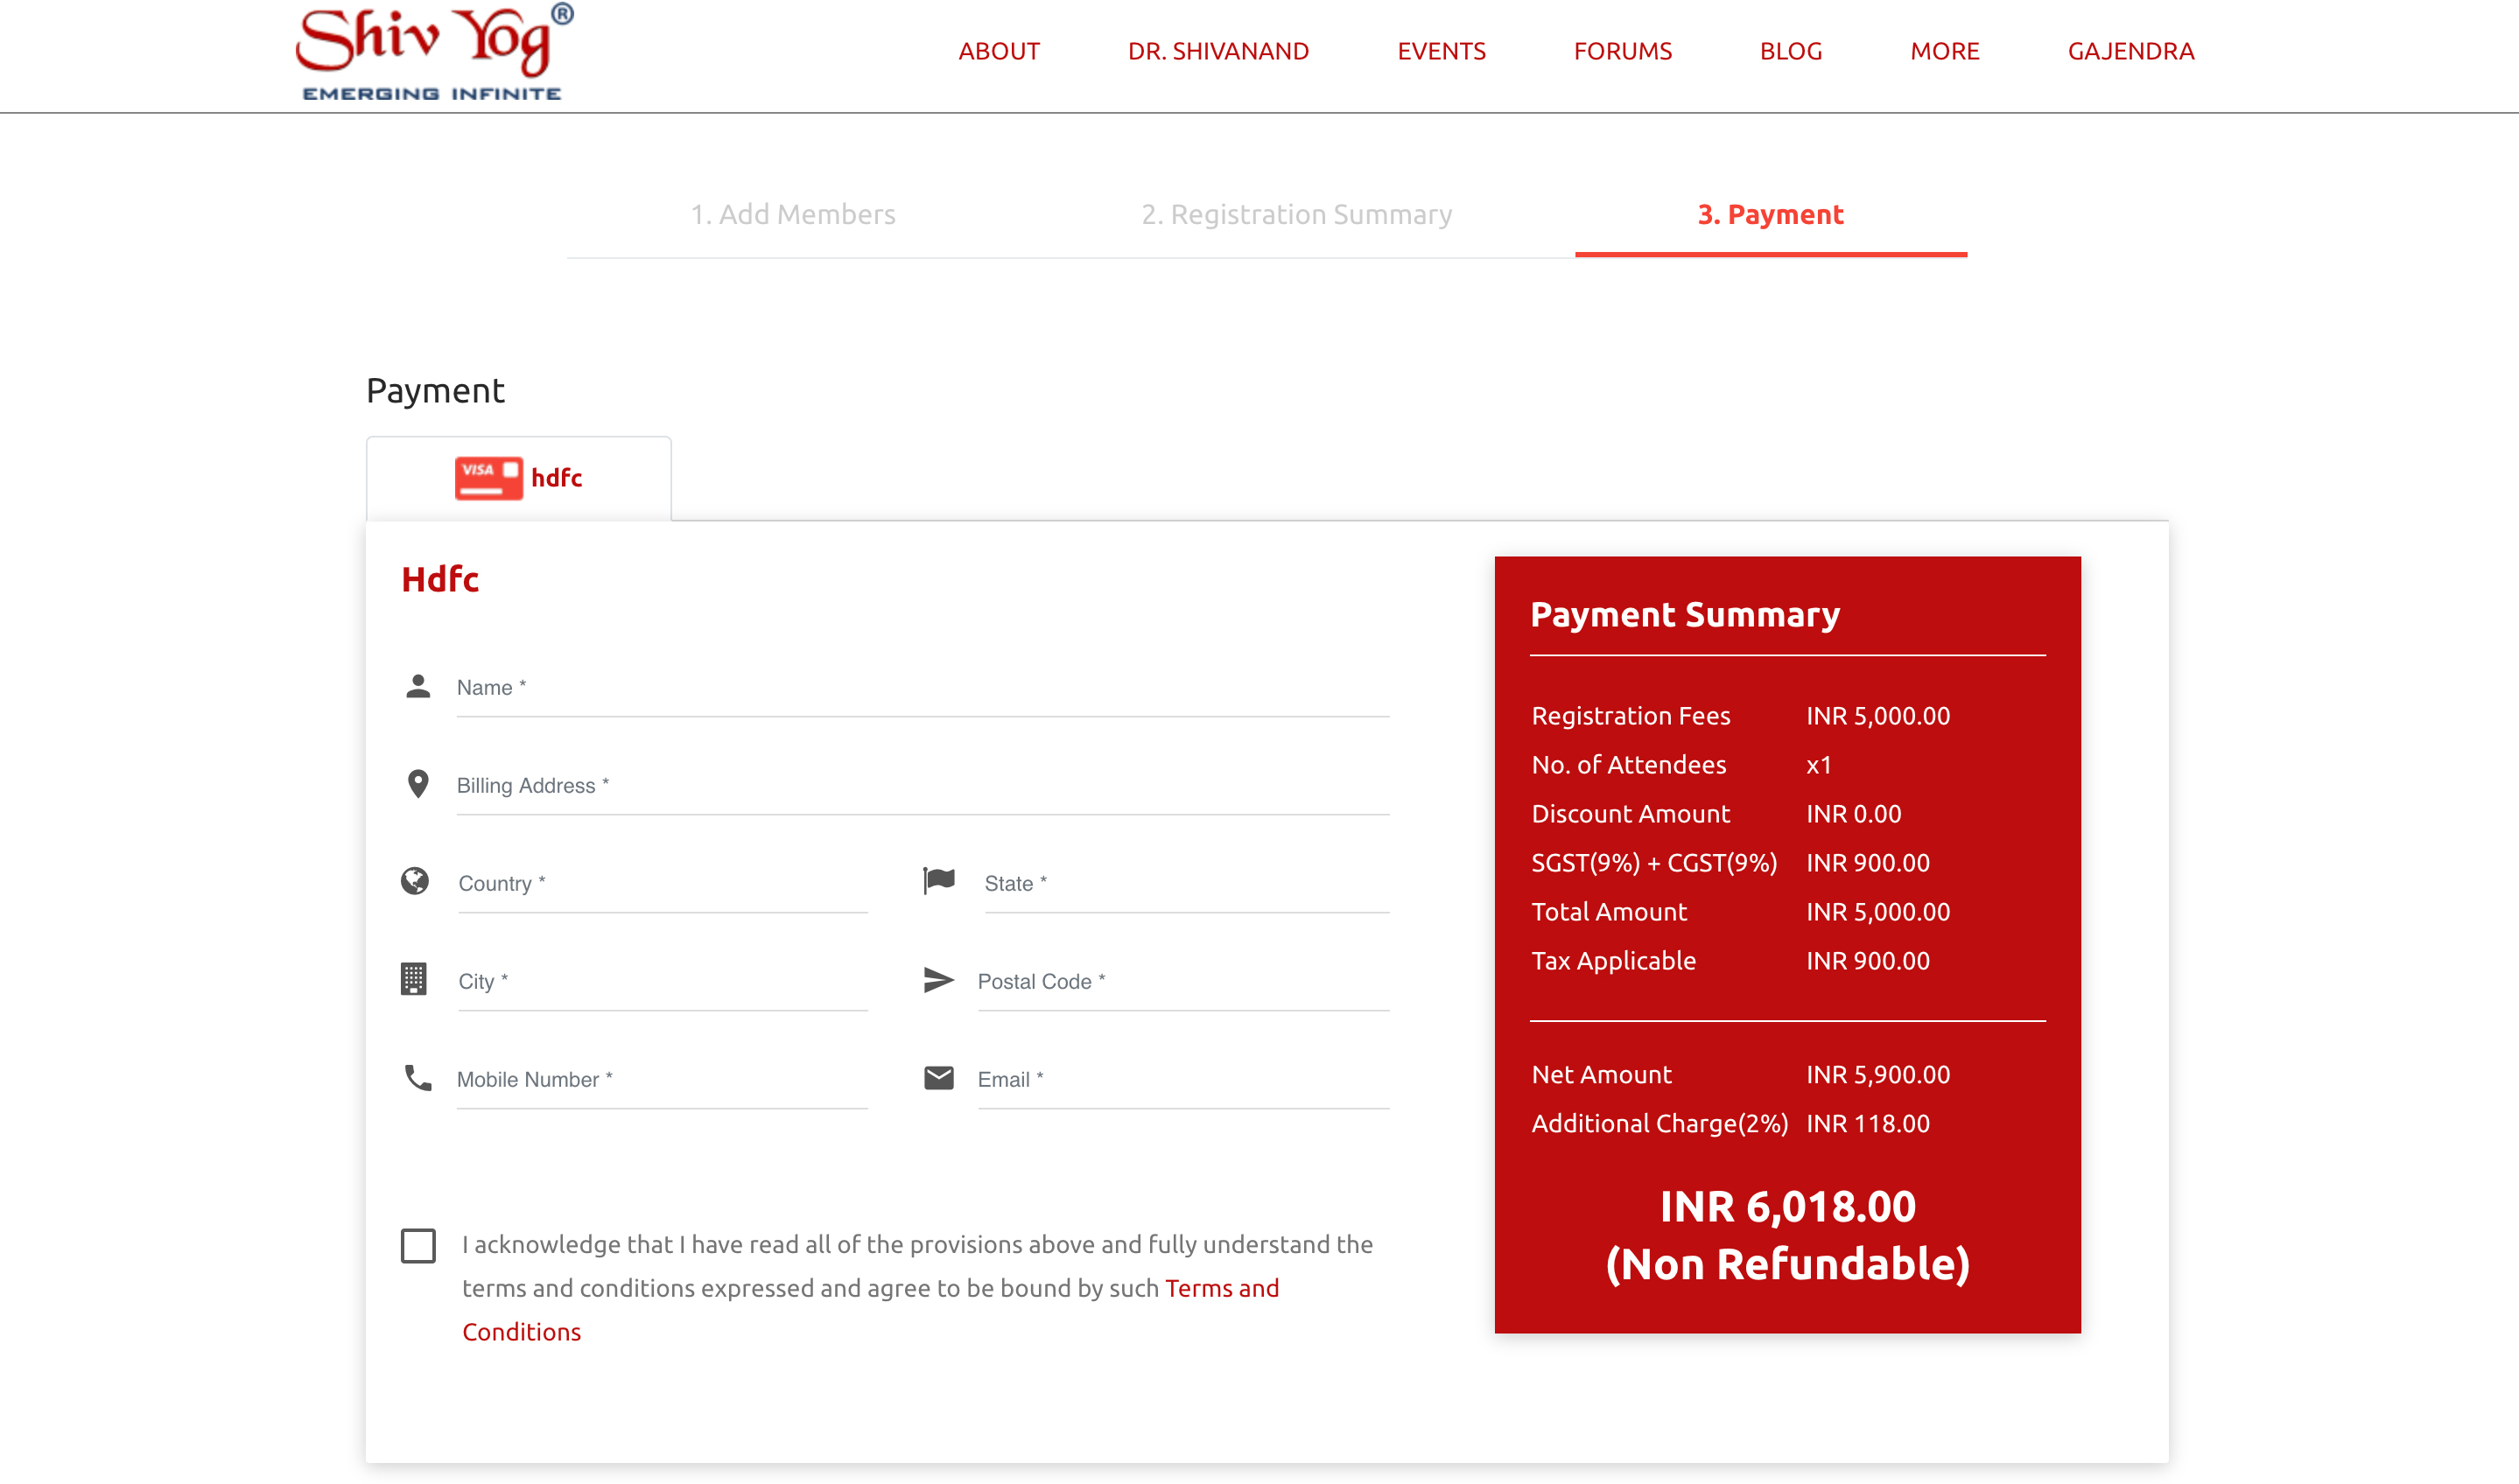 Shiv Yog®
EMERGING INFINITE
ABOUT DR. SHIVANAND EVENTS FORUMS BLOG MORE GAJENDRA
1. Add Members 2. Registration Summary 3. Payment
Payment
VISA hdfc
Hdfc
Name *
Billing Address *
Country * State *
City * Postal Code *
Mobile Number * Email *
I acknowledge that I have read all of the provisions above and fully understand the
terms and conditions expressed and agree to be bound by such Terms and
Conditions
Payment Summary
Registration Fees INR 5,000.00
No. of Attendees x1
Discount Amount INR 0.00
SGST(9%) + CGST(9%) INR 900.00
Total Amount INR 5,000.00
Tax Applicable INR 900.00
Net Amount INR 5,900.00
Additional Charge(2%) INR 118.00
INR 6,018.00
(Non Refundable)